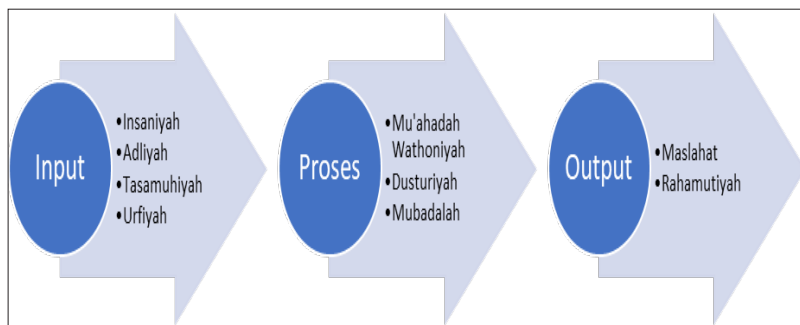 Input
•Insaniyah
•Adliyah
•Tasamuhiyah
•Urfiyah
Proses
•Mu'ahadah
Wathoniyah
•Dusturiyah
•Mubadalah
Output
•Maslahat
•Rahamutiyah